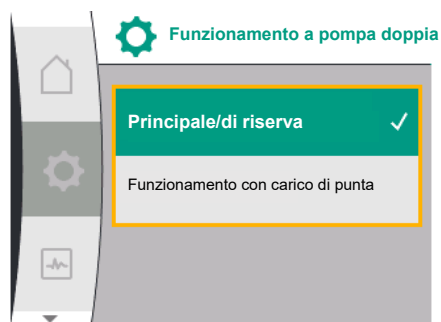 Funzionamento a pompa doppia
Principale/di riserva
Funzionamento con carico di punta